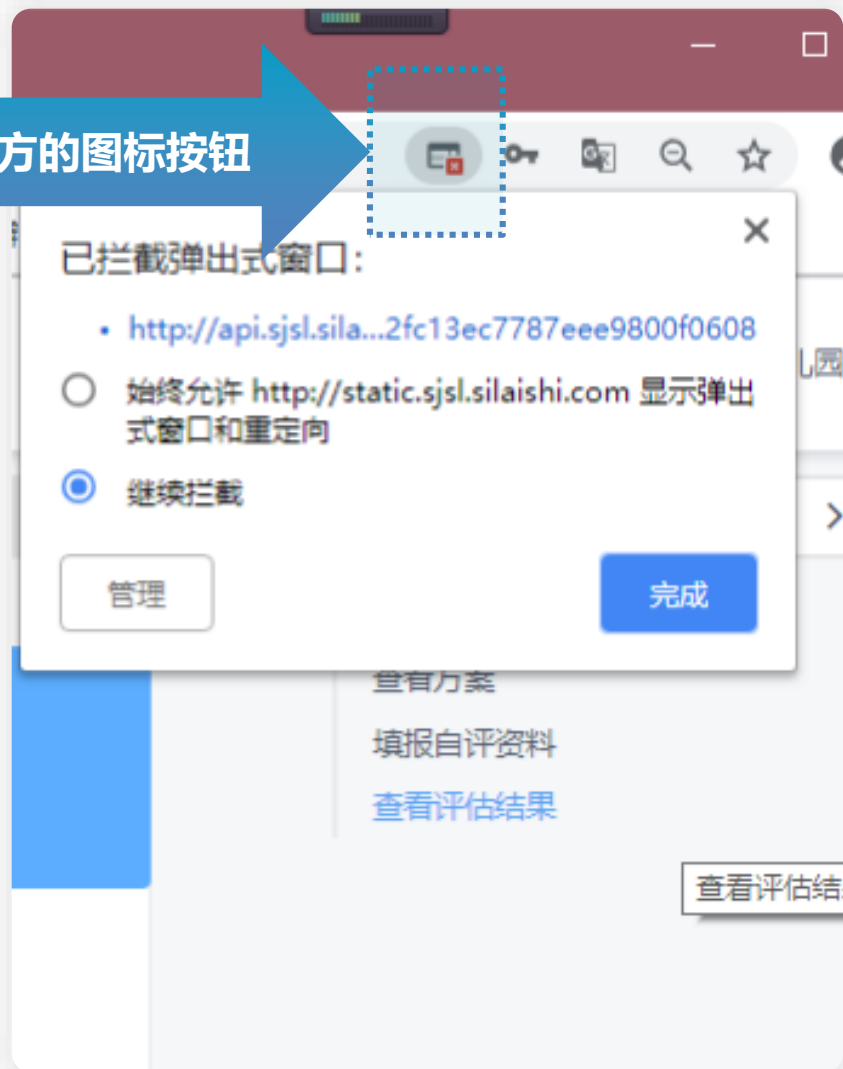 方的图标按钮
已拦截弹出式窗口：
• http://api.sjsl.sila...2fc13ec7787eee9800f0608
始终允许 http://static.sjsl.silaishi.com 显示弹出
式窗口和重定向
继续拦截
管理
完成
查看方案
填报自评资料
查看评估结果
查看评估结